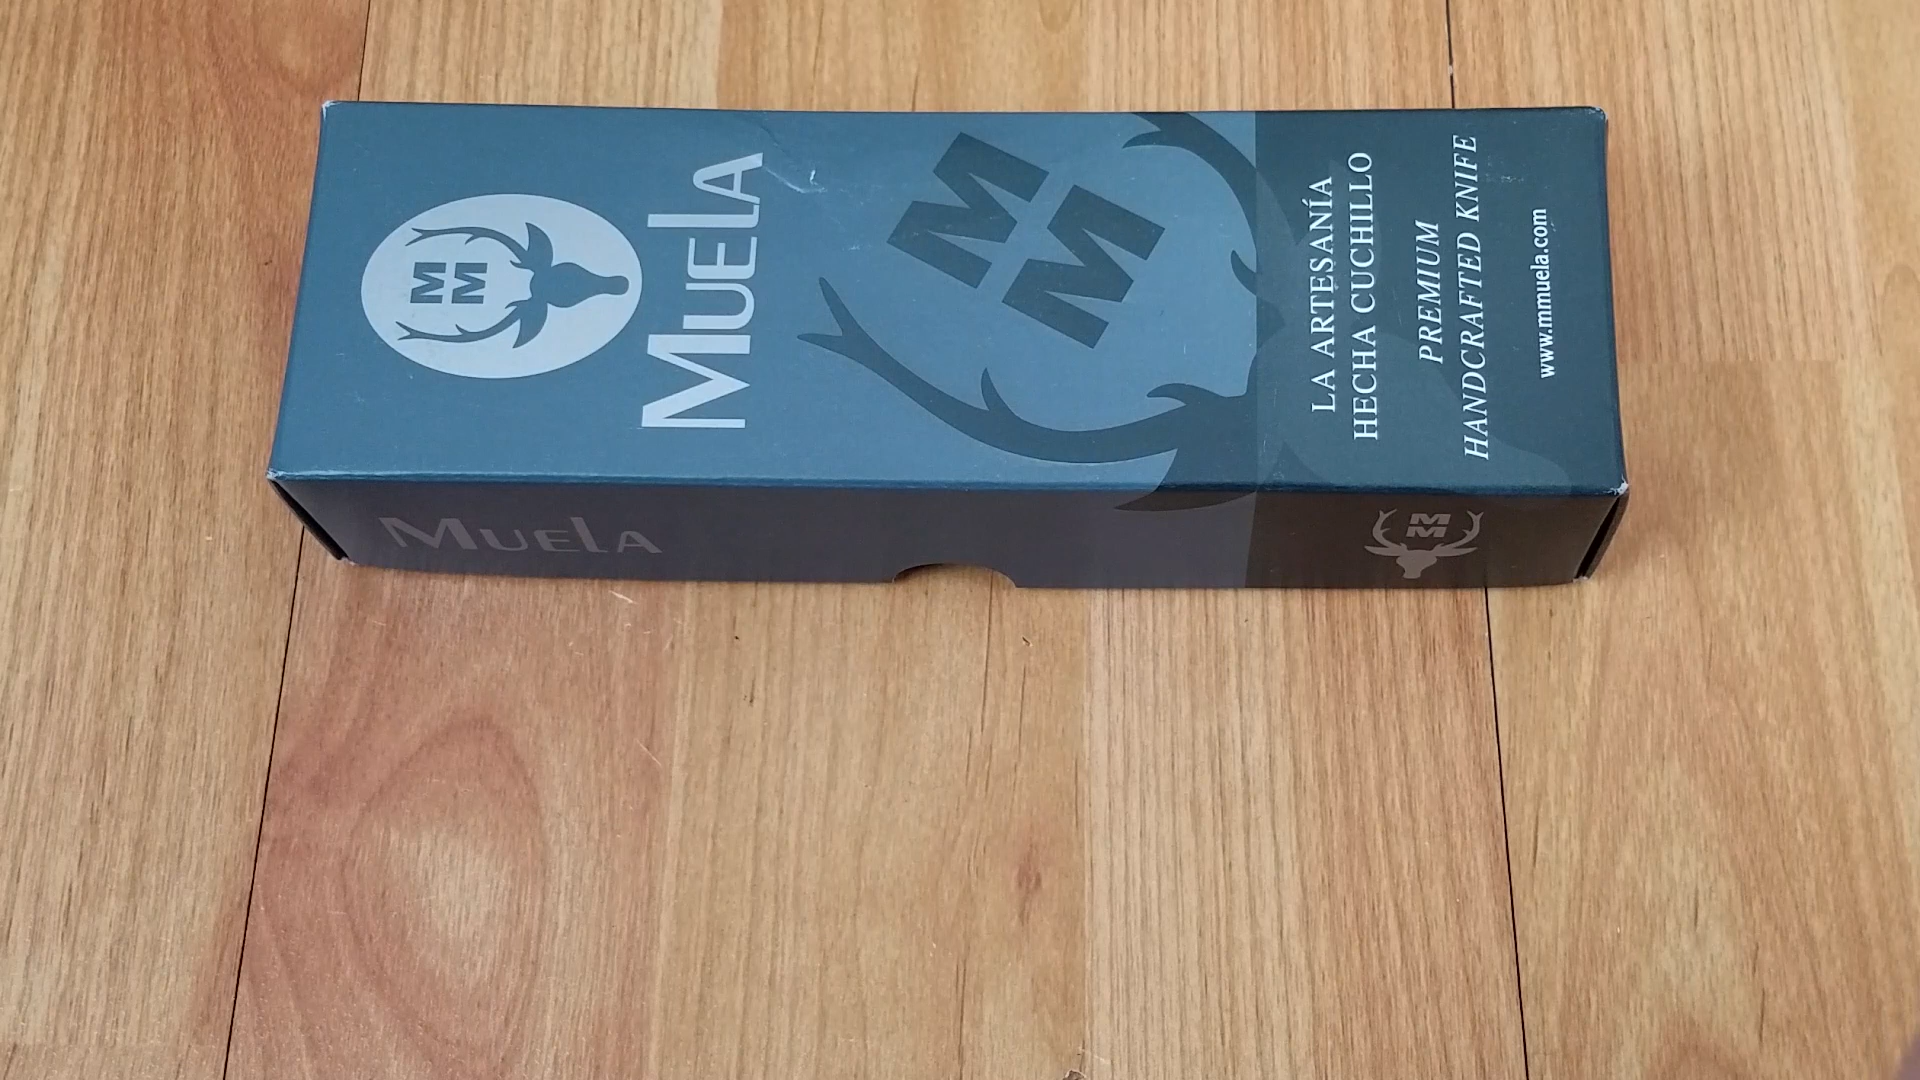 MM
MUELA
MM
LA ARTESANÍA
HECHA CUCHILLO
PREMIUM
HANDCRAFTED KNIFE
www.mmuela.com
MUELA
MM